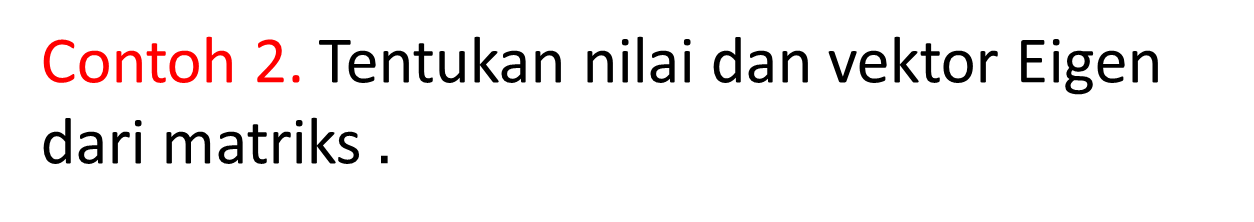 Contoh 2. Tentukan nilai dan vektor Eigen
dari matriks .